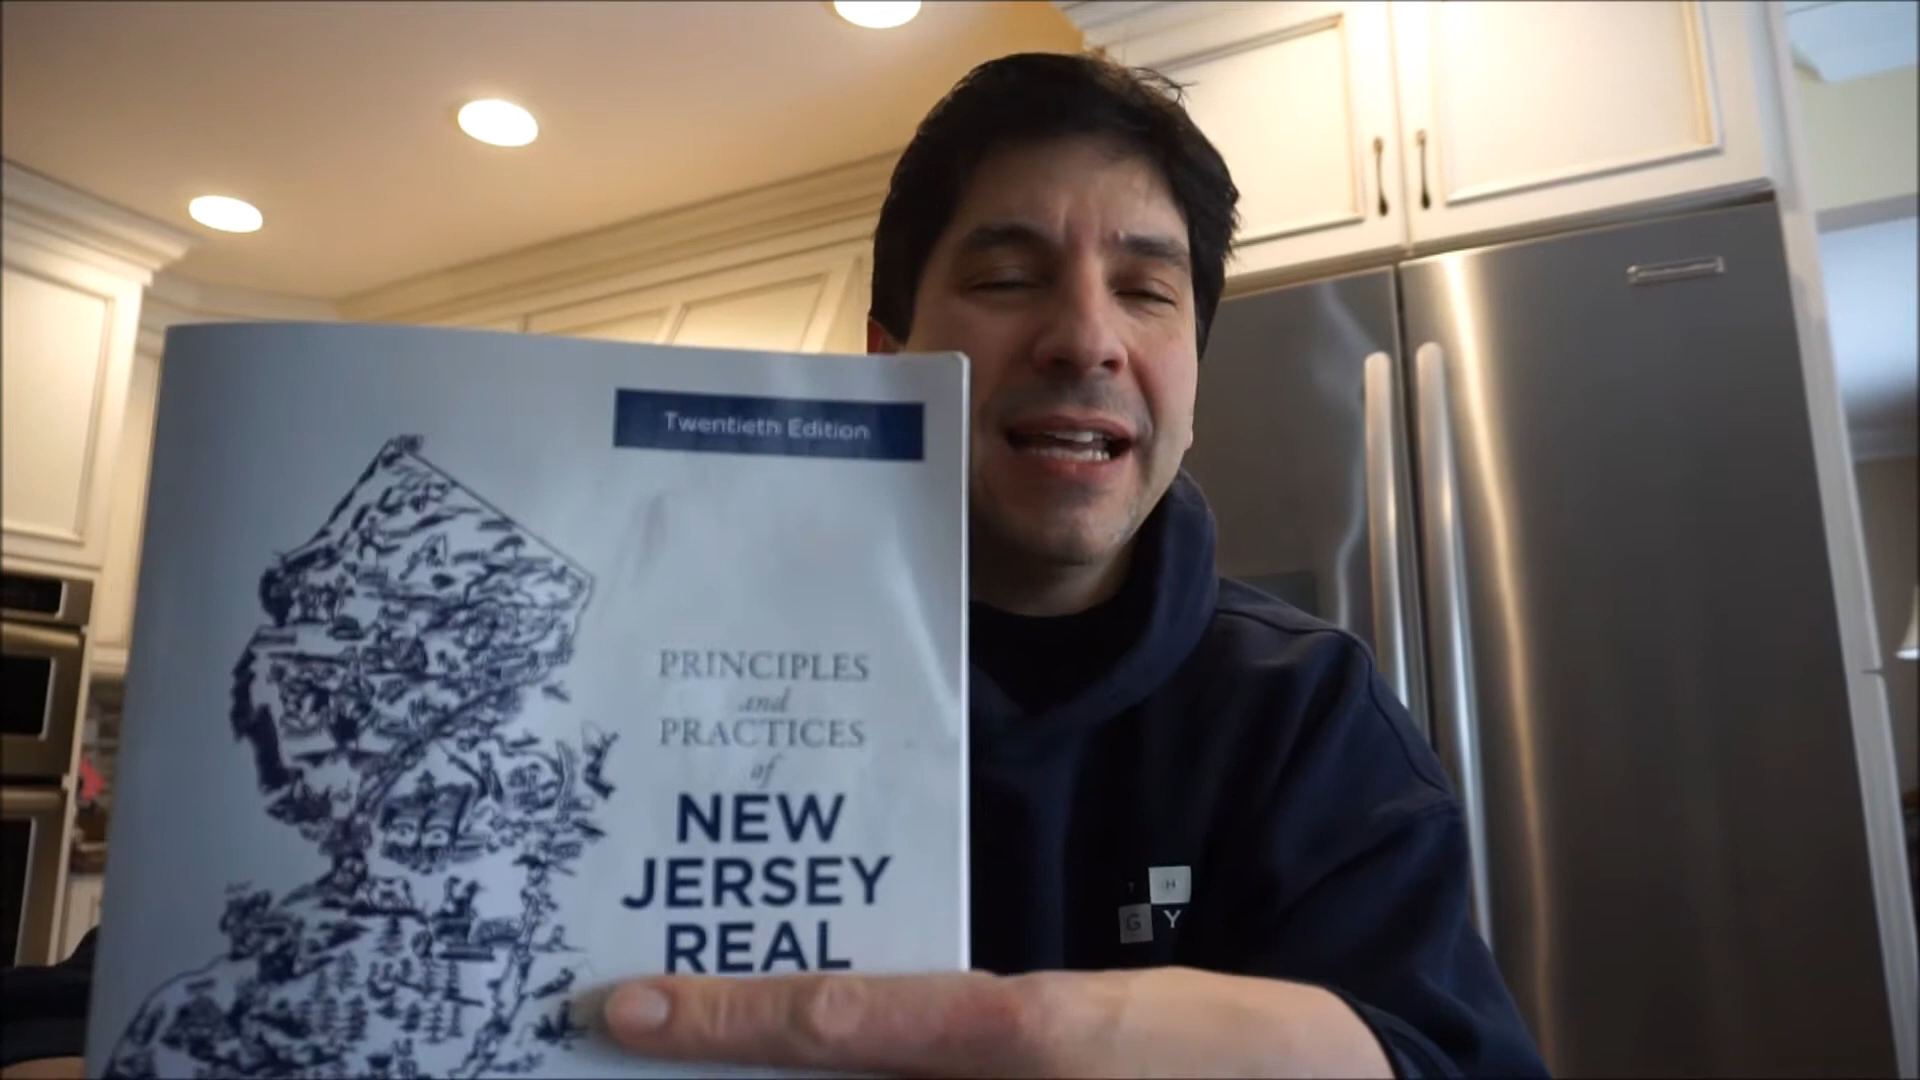 Twentieth Edition
PRINCIPLES
and
PRACTICES
of
NEW
JERSEY
REAL
H
G Y